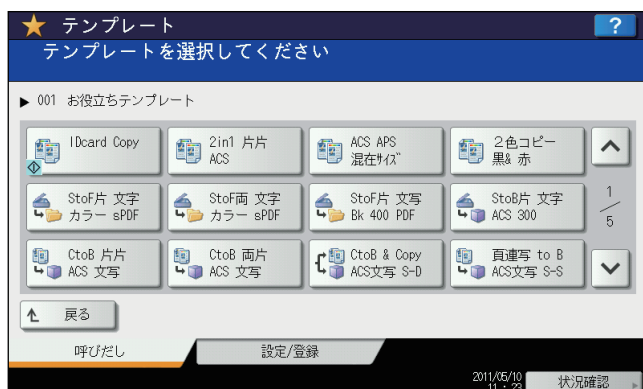 テンプレート
?
テンプレートを選択してください
▶ 001 お役立ちテンプレート
IDcard Copy
2in1 片片
ACS
ACS APS
混在ｻｲｽﾞ
2色コピー
黒& 赤
StoF片 文字
カラー sPDF
StoF両 文字
カラー sPDF
StoF片 文写
Bk 400 PDF
StoB片 文字
ACS 300
1
5
CtoB 片片
ACS 文写
CtoB 両片
ACS 文写
CtoB & Copy
ACS文写 S-D
頁連写 to B
ACS文写 S-S
戻る
呼びだし
設定/登録
2011/05/10
11 : 23
状況確認